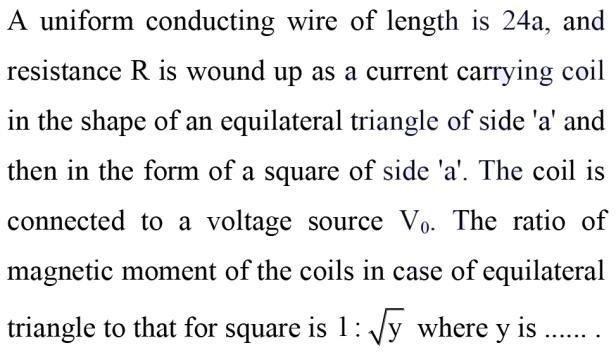 A uniform conducting wire of length is 24a, and
resistance R is wound up as a current carrying coil
in the shape of an equilateral triangle of side 'a' and
then in the form of a square of side 'a'. The coil is
connected to a voltage source V₀. The ratio of
magnetic moment of the coils in case of equilateral
triangle to that for square is 1 : √y where y is ...... .